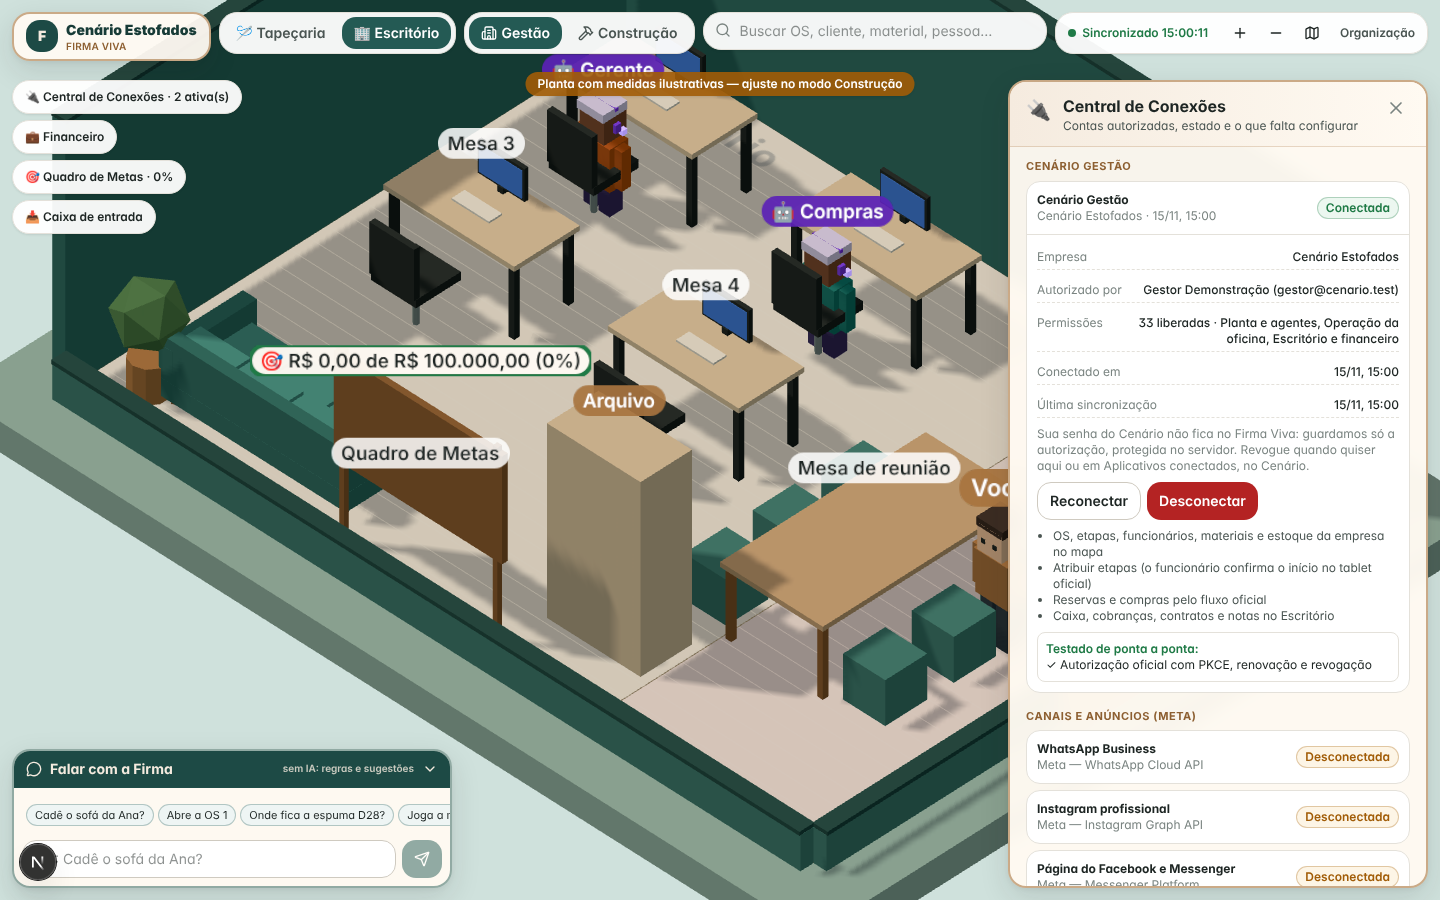 F
Cenário Estofados
FIRMA VIVA
Tapeçaria
Escritório
Gestão
Construção
Buscar OS, cliente, material, pessoa...
Sincronizado 15:00:11
Organização
Gerente
Planta com medidas ilustrativas — ajuste no modo Construção
Central de Conexões · 2 ativa(s)
Financeiro
Quadro de Metas · 0%
Caixa de entrada
Mesa 3
Compras
Mesa 4
R$ 0,00 de R$ 100.000,00 (0%)
Arquivo
Quadro de Metas
Mesa de reunião
Central de Conexões
Contas autorizadas, estado e o que falta configurar
CENÁRIO GESTÃO
Cenário Gestão
Cenário Estofados · 15/11, 15:00
Conectada
Empresa
Cenário Estofados
Autorizado por
Gestor Demonstração (gestor@cenario.test)
Permissões
33 liberadas · Planta e agentes, Operação da
oficina, Escritório e financeiro
Conectado em
15/11, 15:00
Última sincronização
15/11, 15:00
Sua senha do Cenário não fica no Firma Viva: guardamos só a
autorização, protegida no servidor. Revogue quando quiser
aqui ou em Aplicativos conectados, no Cenário.
Reconectar
Desconectar
• OS, etapas, funcionários, materiais e estoque da empresa
no mapa
• Atribuir etapas (o funcionário confirma o início no tablet
oficial)
• Reservas e compras pelo fluxo oficial
• Caixa, cobranças, contratos e notas no Escritório
Testado de ponta a ponta:
✓ Autorização oficial com PKCE, renovação e revogação
CANAIS E ANÚNCIOS (META)
WhatsApp Business
Meta — WhatsApp Cloud API
Desconectada
Instagram profissional
Meta — Instagram Graph API
Desconectada
Página do Facebook e Messenger
Meta — Messenger Platform
Desconectada
Falar com a Firma
sem IA: regras e sugestões
Cadê o sofá da Ana?
Abre a OS 1
Onde fica a espuma D28?
Joga a
N
Cadê o sofá da Ana?